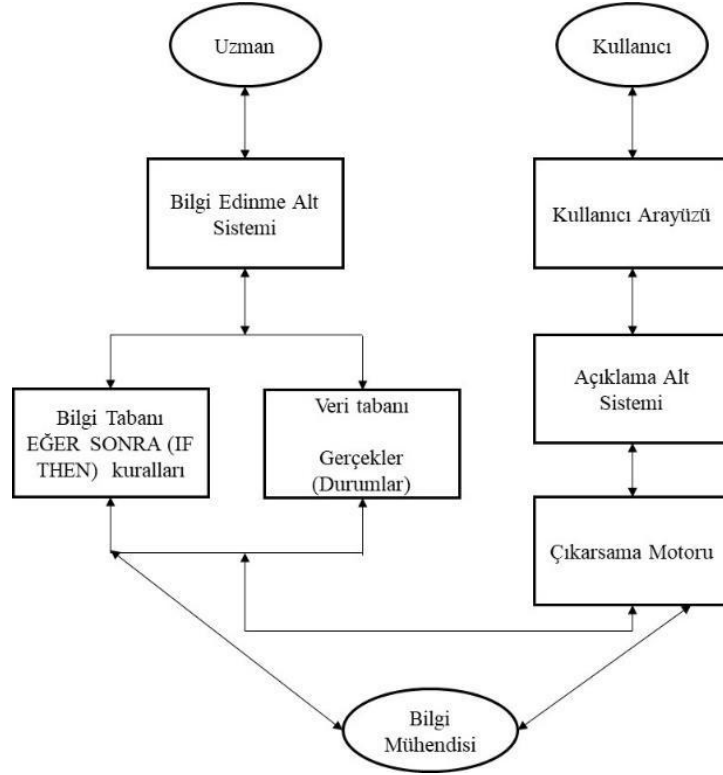 Uzman
Kullanıcı
Bilgi Edinme Alt
Sistemi
Kullanıcı Arayüzü
Bilgi Tabanı
EĞER SONRA (IF
THEN) kuralları
Veri tabanı
Gerçekler
(Durumlar)
Açıklama Alt
Sistemi
Çıkarsama Motoru
Bilgi
Mühendisi